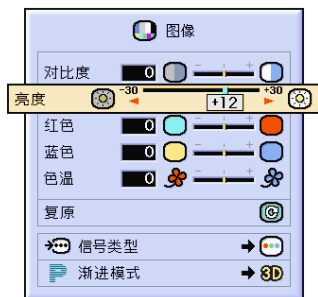 图像
对比度 0 - +
亮度 -30 +12 +30
红色 0 - +
蓝色 0 - +
色温 0 - +
复原
信号类型
渐进模式 3D